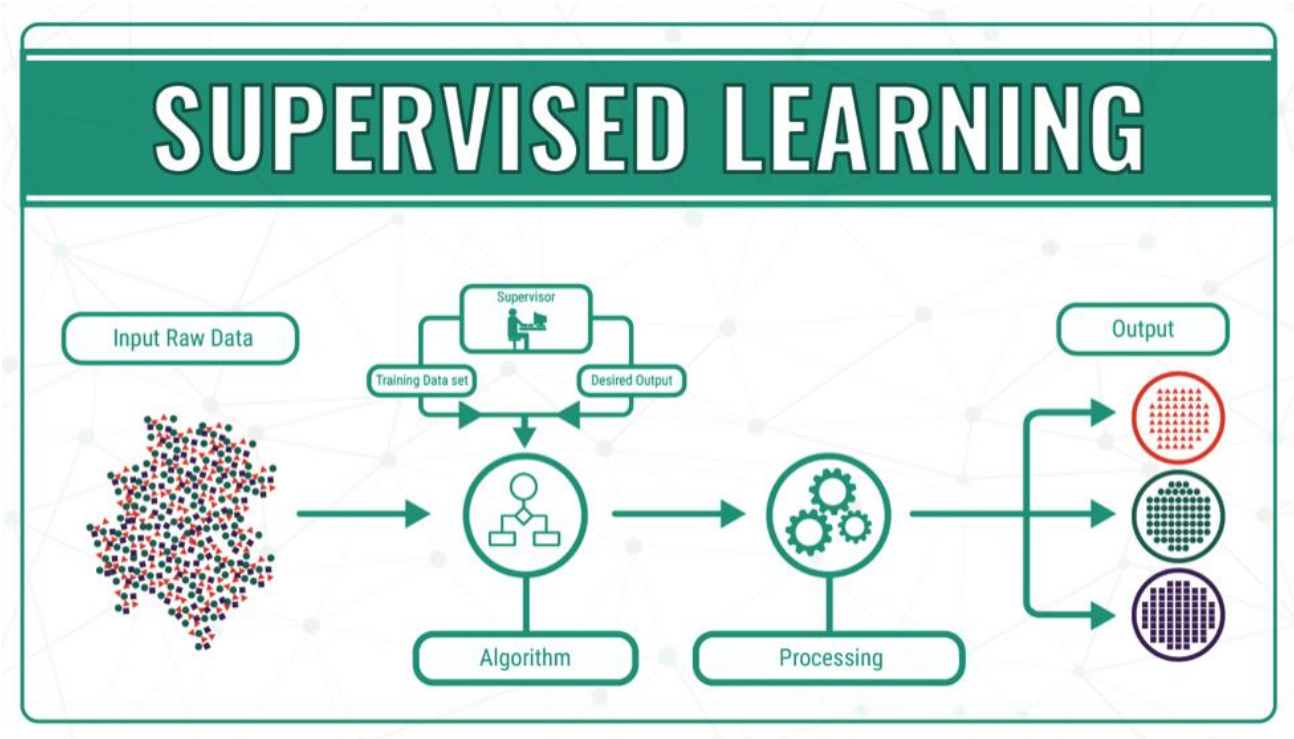 SUPERVISED LEARNING
Input Raw Data
Supervisor
Training Data set
Desired Output
Algorithm
Processing
Output